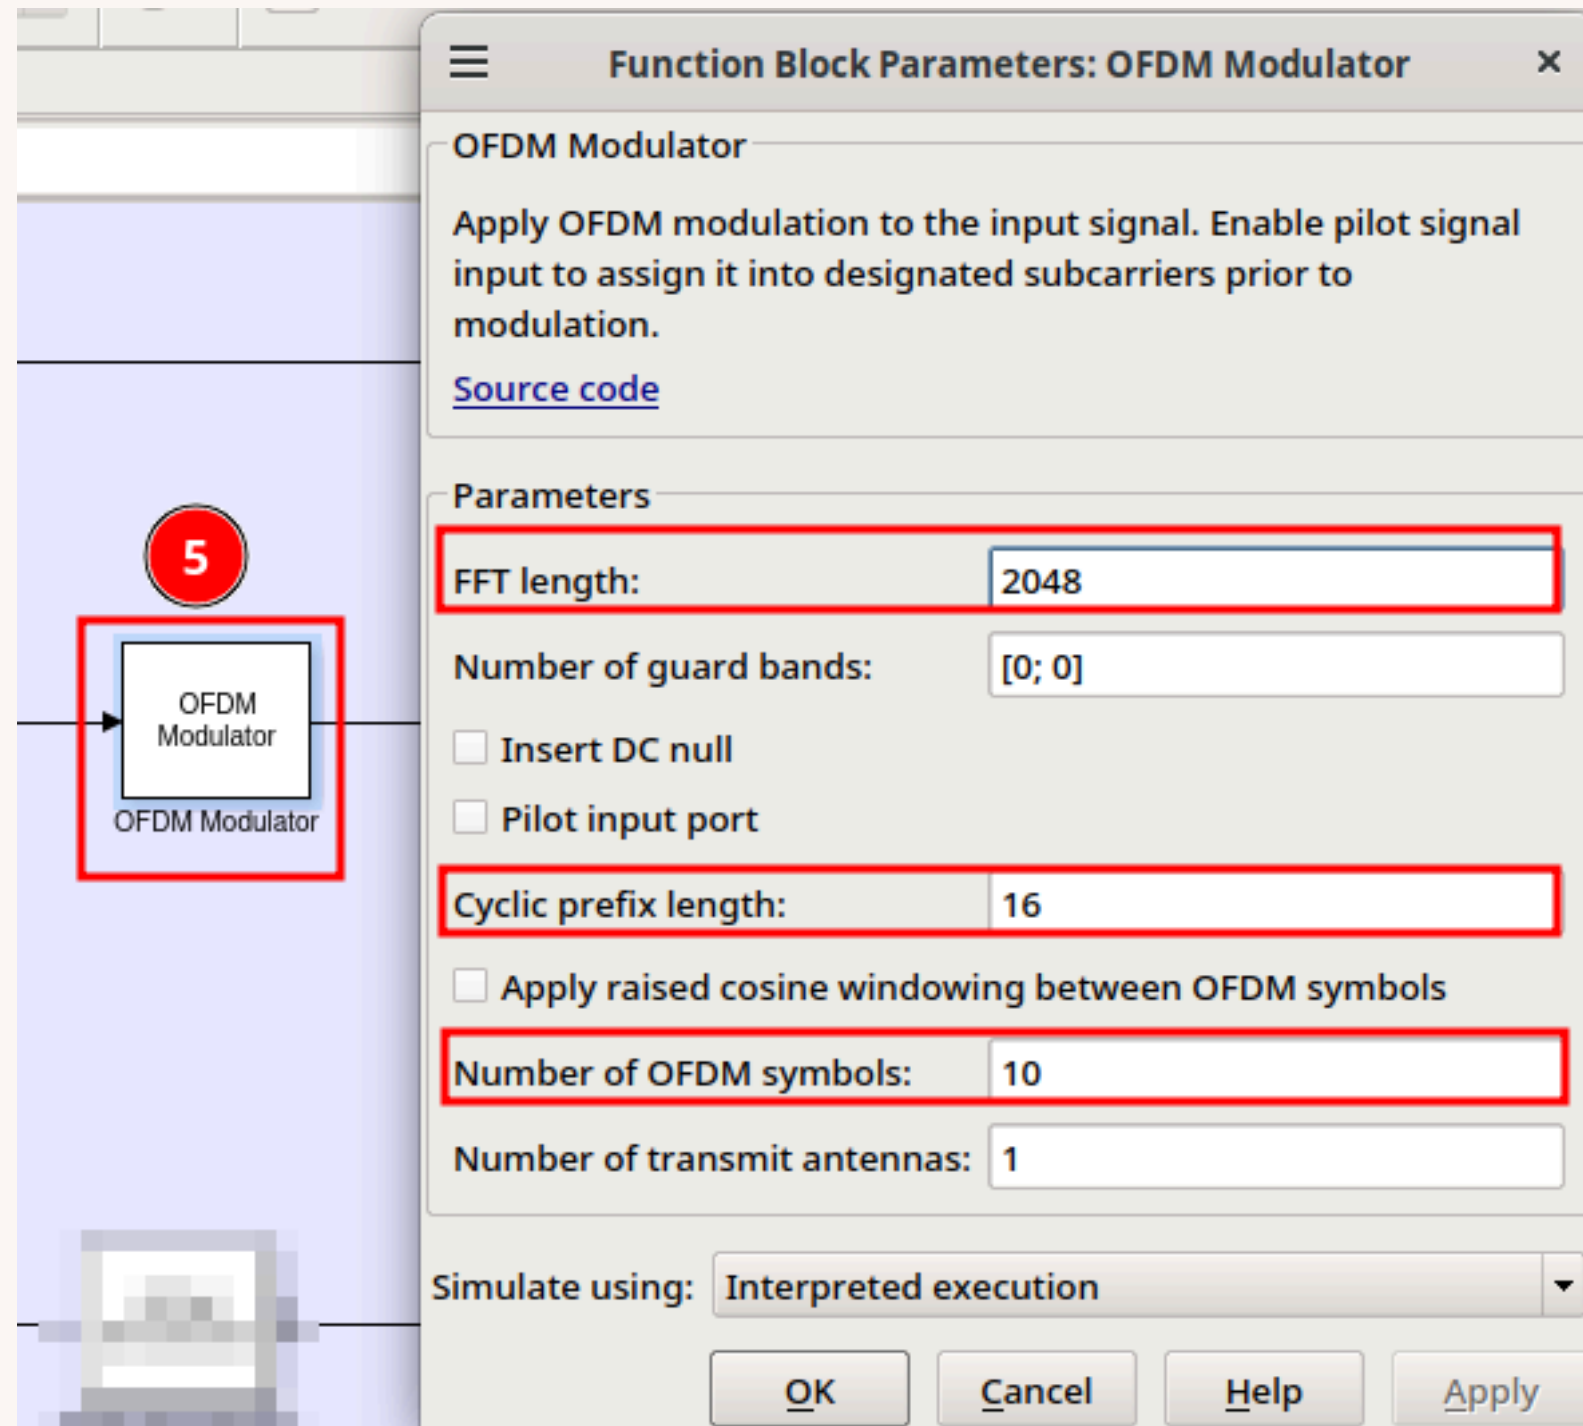 Function Block Parameters: OFDM Modulator
OFDM Modulator
Apply OFDM modulation to the input signal. Enable pilot signal
input to assign it into designated subcarriers prior to
modulation.
Source code
Parameters
FFT length: 2048
Number of guard bands: [0; 0]
Insert DC null
Pilot input port
Cyclic prefix length: 16
Apply raised cosine windowing between OFDM symbols
Number of OFDM symbols: 10
Number of transmit antennas: 1
Simulate using: Interpreted execution
OK Cancel Help Apply
5
OFDM
Modulator
OFDM Modulator